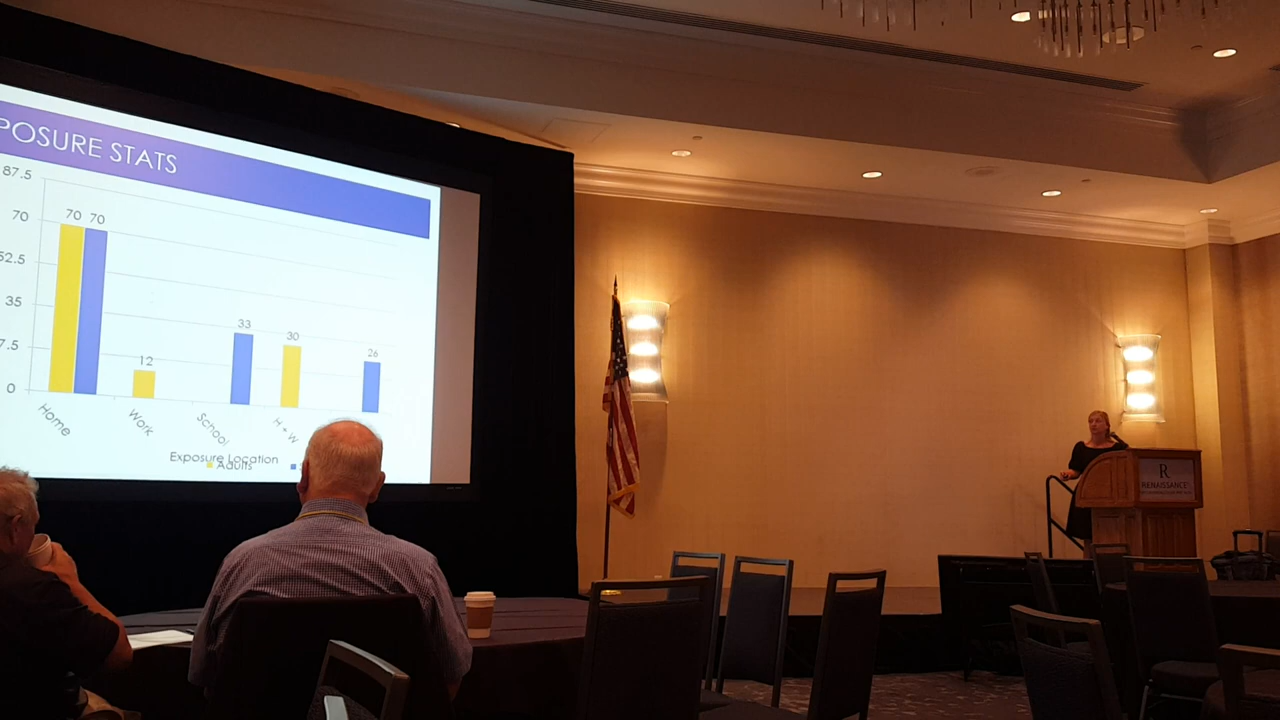 POSURE STATS
87.5
70
52.5
35
7.5
0
70 70
12
33
30
26
Home
Work
School
H + W
Exposure Location
Adults
R
RENAISSANCE